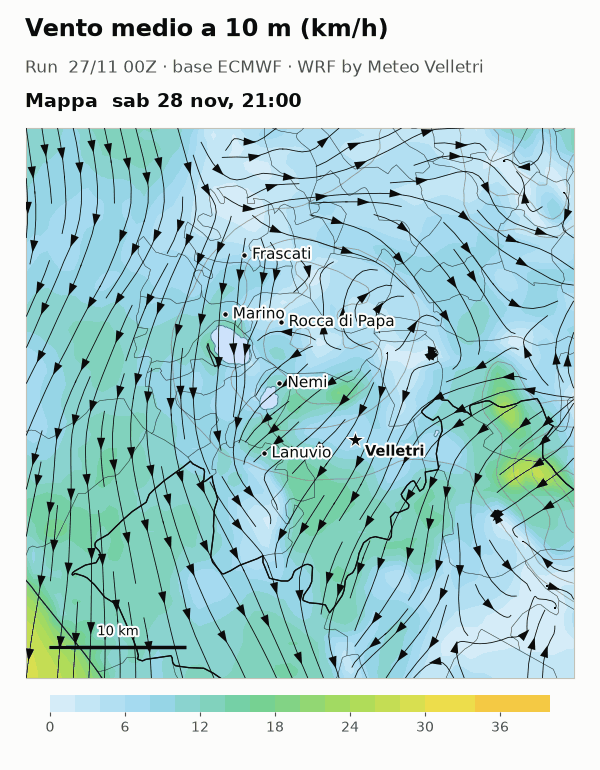 Vento medio a 10 m (km/h)
Run  27/11 00Z · base ECMWF · WRF by Meteo Velletri
Mappa  sab 28 nov, 21:00
Frascati
Marino
Rocca di Papa
Nemi
Velletri
Lanuvio
10 km
0 6 12 18 24 30 36